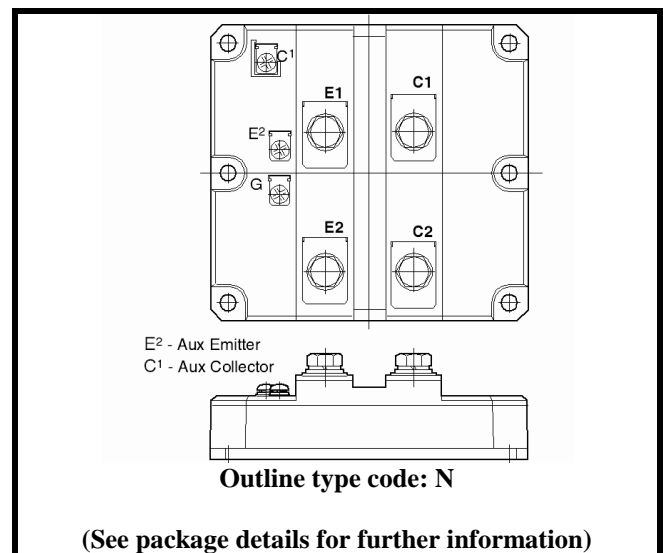 C1
E1
C1
E2
G
E2
C2
E2 - Aux Emitter
C1 - Aux Collector
Outline type code: N
(See package details for further information)